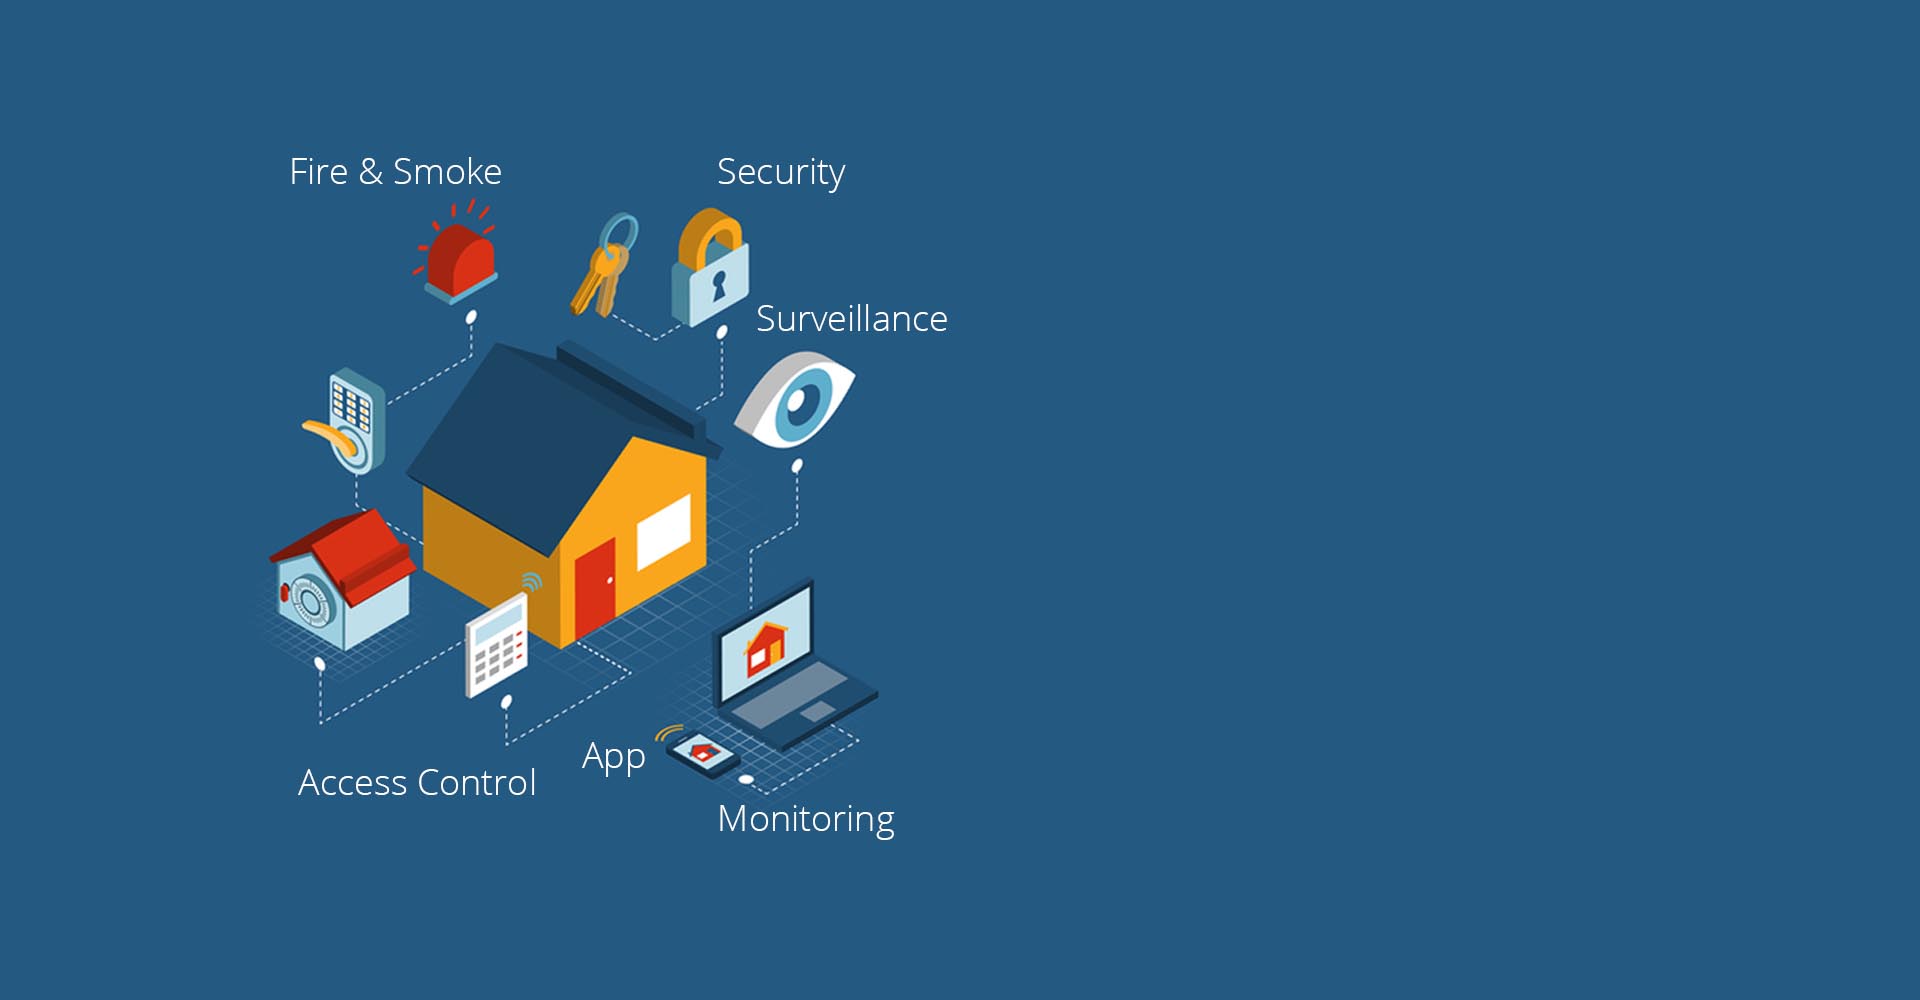 Fire & Smoke
Security
Surveillance
App
Access Control
Monitoring